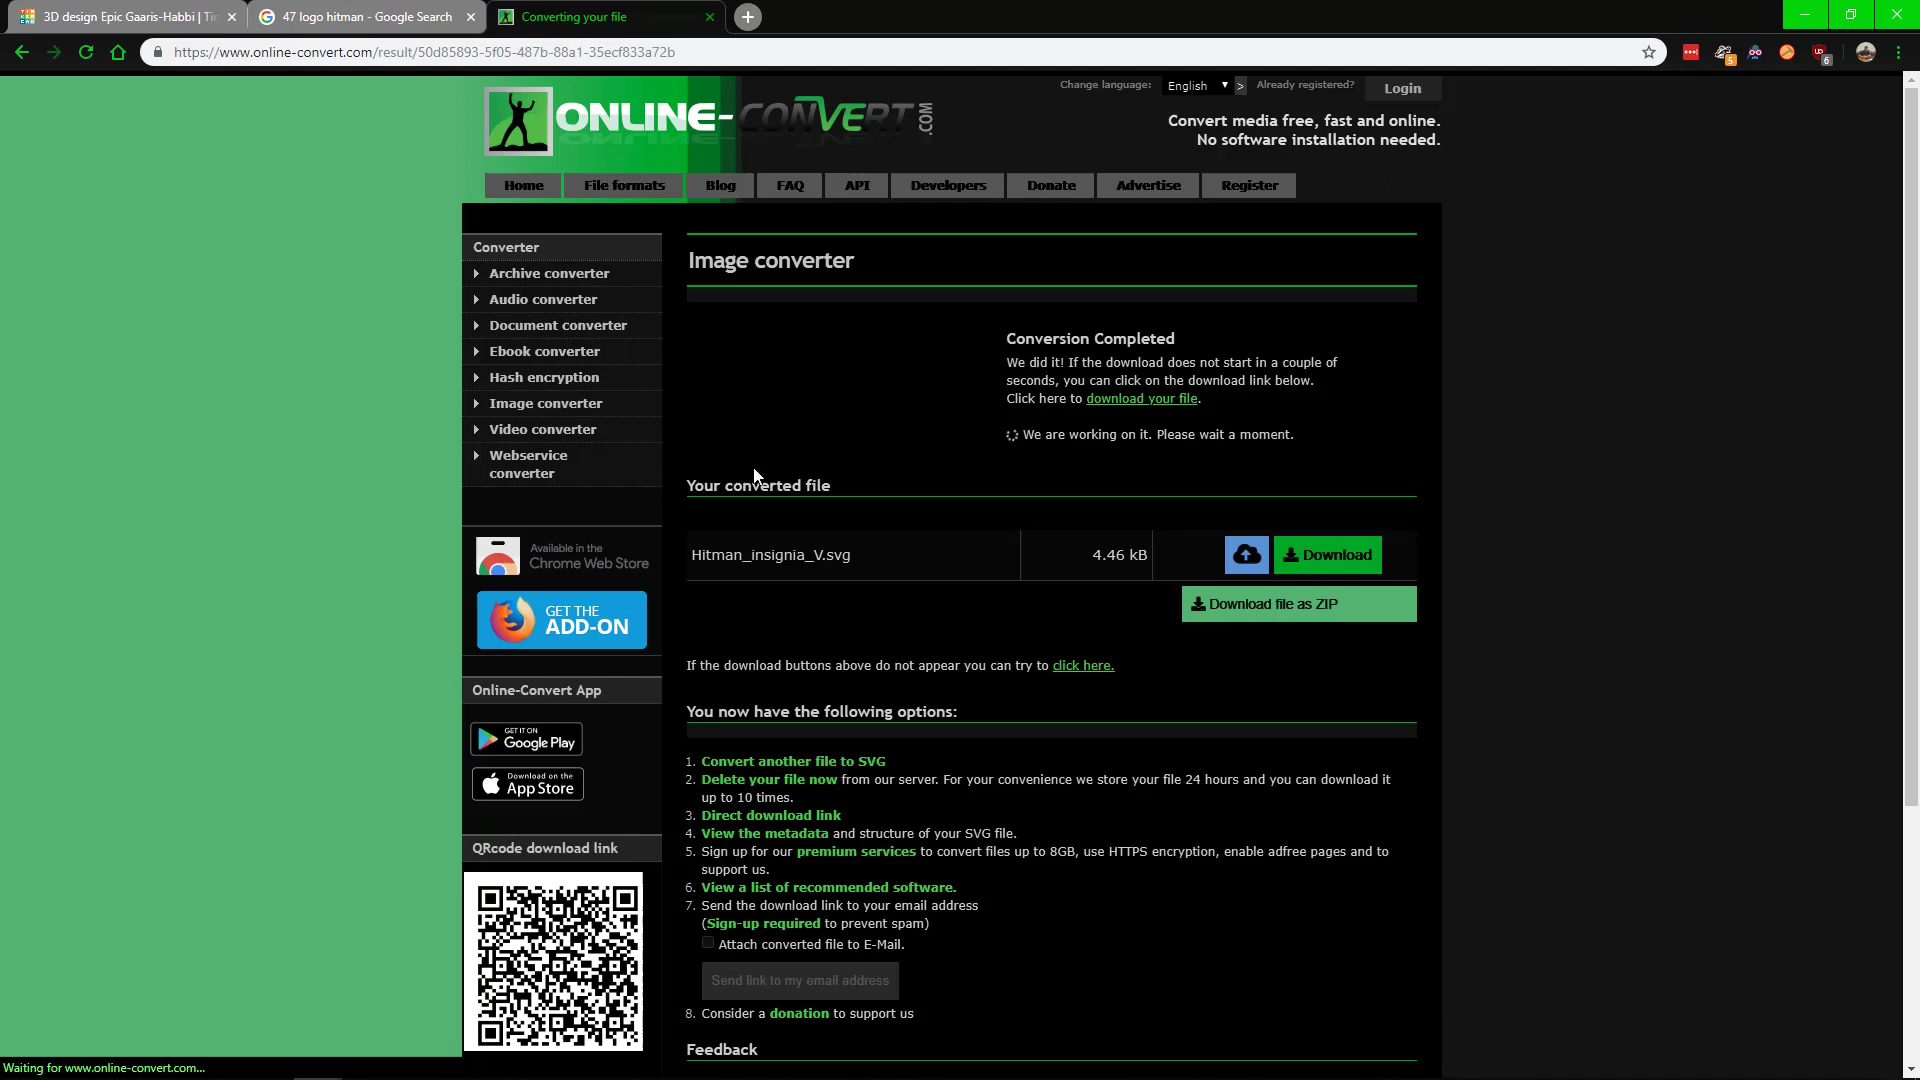 3D design Epic Gaaris-Habbi | Tin
47 logo hitman - Google Search
Converting your file
https://www.online-convert.com/result/50d85893-5f05-487b-88a1-35ecf833a72b
5
6
Change language:
English
>
Already registered?
Login
ONLINE-CONVERT.COM
Convert media free, fast and online.
No software installation needed.
Home
File formats
Blog
FAQ
API
Developers
Donate
Advertise
Register
Converter
Archive converter
Audio converter
Document converter
Ebook converter
Hash encryption
Image converter
Video converter
Webservice
converter
Available in the
Chrome Web Store
GET THE
ADD-ON
Online-Convert App
GET IT ON
Google Play
Download on the
App Store
QRcode download link
Image converter
Conversion Completed
We did it! If the download does not start in a couple of
seconds, you can click on the download link below.
Click here to download your file.
We are working on it. Please wait a moment.
Your converted file
Hitman_insignia_V.svg
4.46 kB
Download
Download file as ZIP
If the download buttons above do not appear you can try to click here.
You now have the following options:
1. Convert another file to SVG
2. Delete your file now from our server. For your convenience we store your file 24 hours and you can download it
up to 10 times.
3. Direct download link
4. View the metadata and structure of your SVG file.
5. Sign up for our premium services to convert files up to 8GB, use HTTPS encryption, enable adfree pages and to
support us.
6. View a list of recommended software.
7. Send the download link to your email address
(Sign-up required to prevent spam)
Attach converted file to E-Mail.
Send link to my email address
8. Consider a donation to support us
Feedback
Waiting for www.online-convert.com...